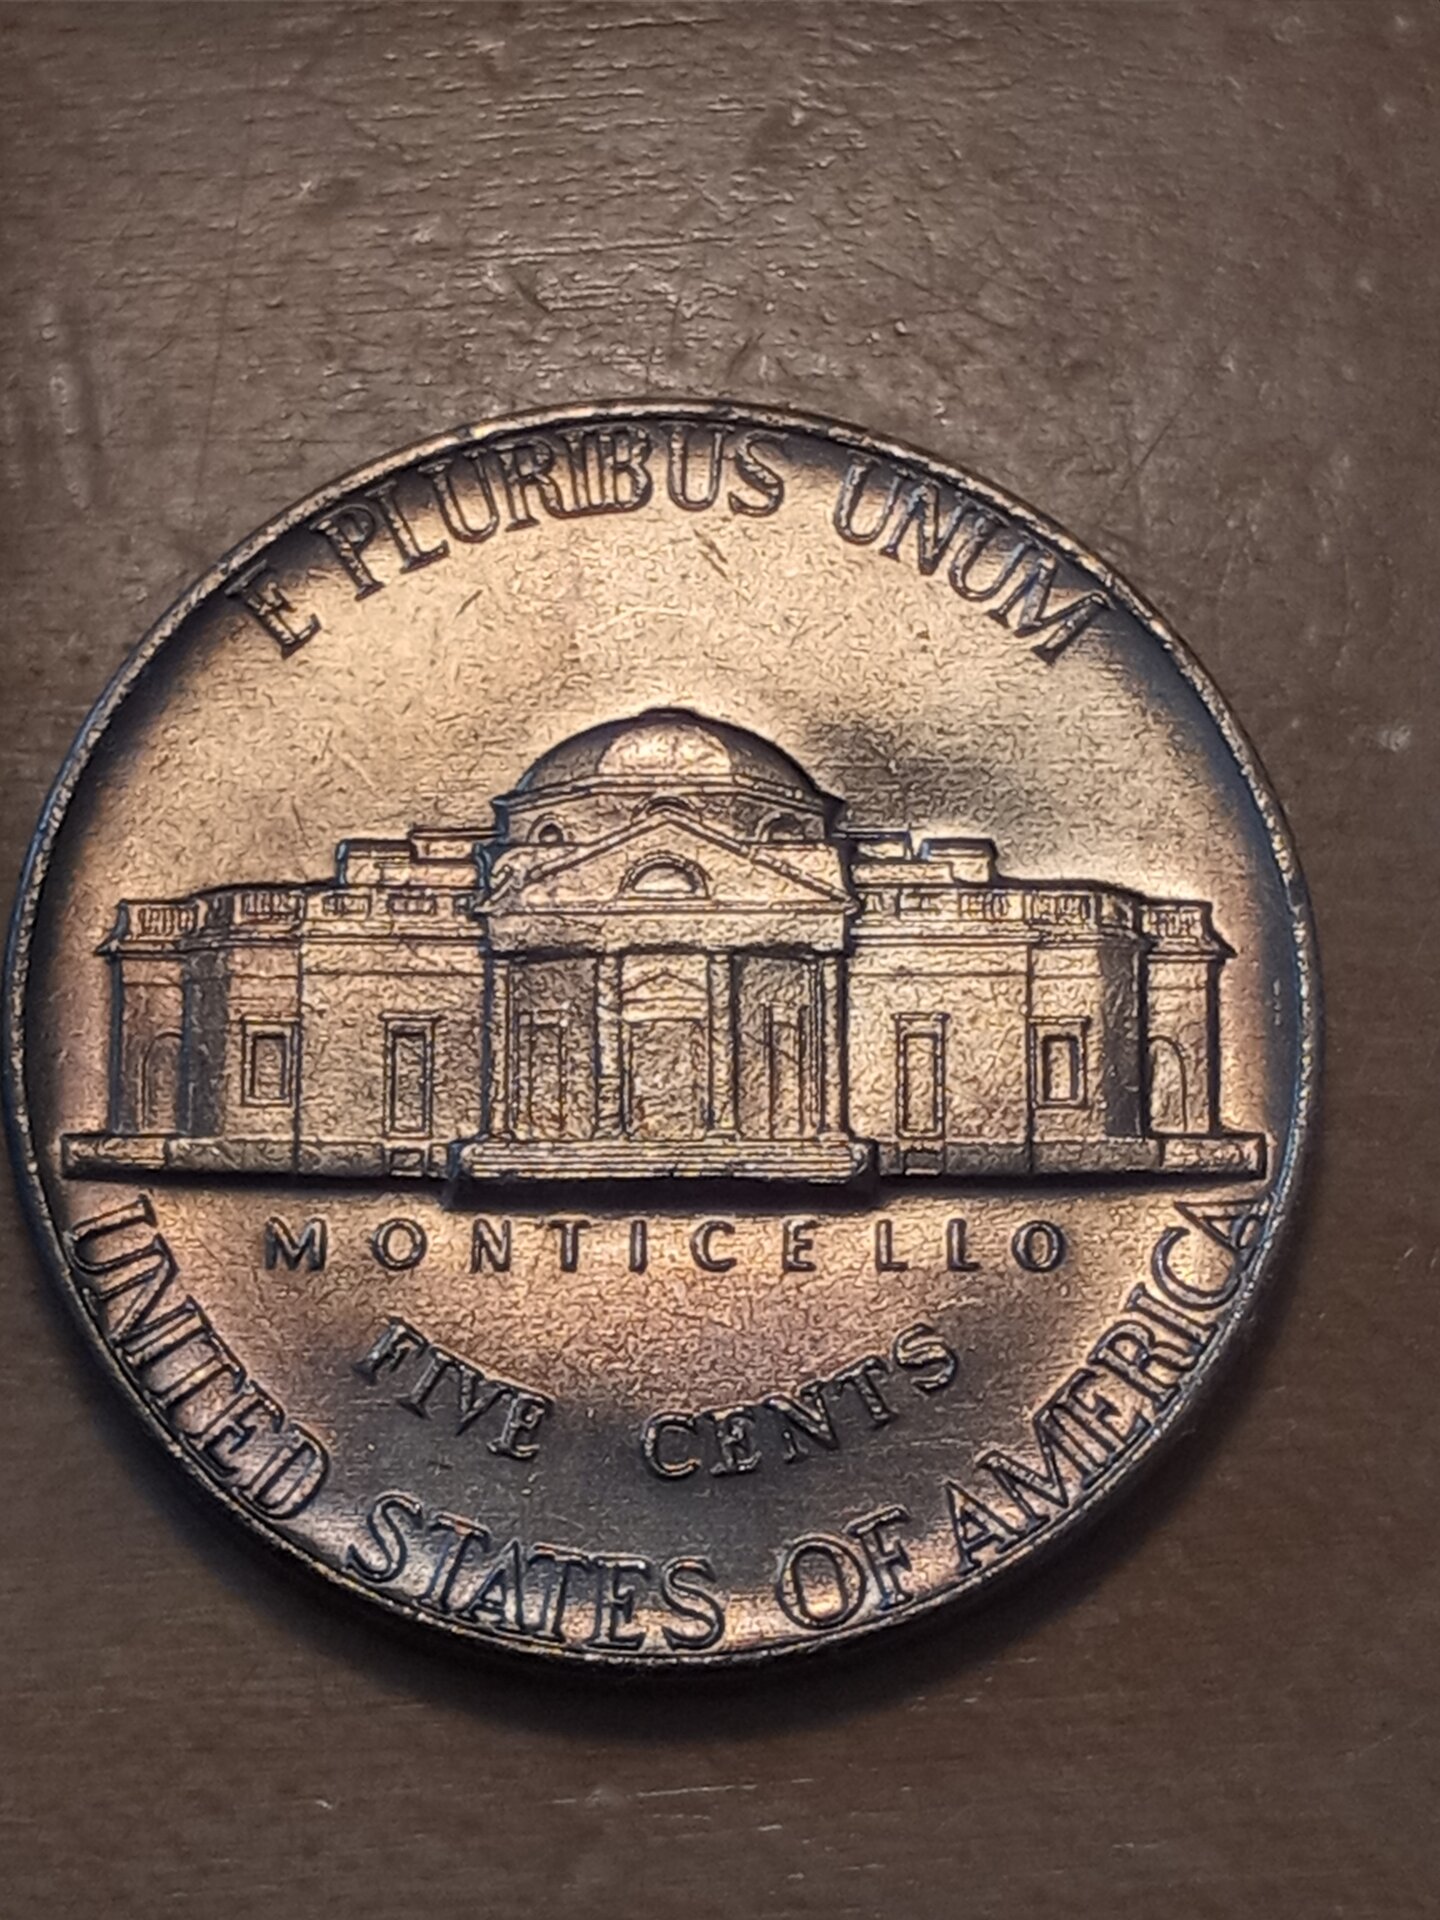 E PLURIBUS UNUM
MONTICELLO
FIVE CENTS
UNITED STATES OF AMERICA